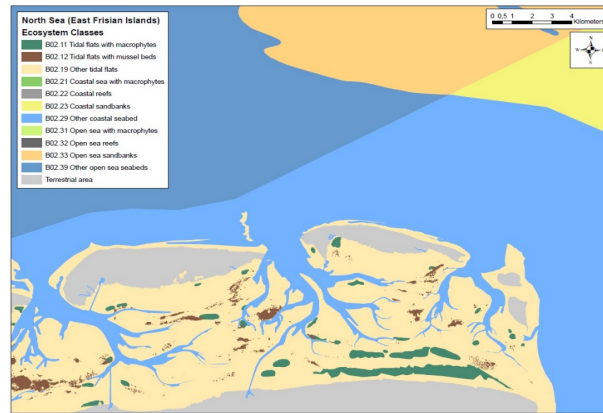 North Sea (East Frisian Islands)
Ecosystem Classes
B02.11 Tidal flats with macrophytes
B02.12 Tidal flats with mussel beds
B02.19 Other tidal flats
B02.21 Coastal sea with macrophytes
B02.22 Coastal reefs
B02.23 Coastal sandbanks
B02.29 Other coastal seabed
B02.31 Open sea with macrophytes
B02.32 Open sea reefs
B02.33 Open sea sandbanks
B02.39 Other open sea seabeds
Terrestrial area
0 0,5 1 2 3 4
Kilometers
N
W E
S